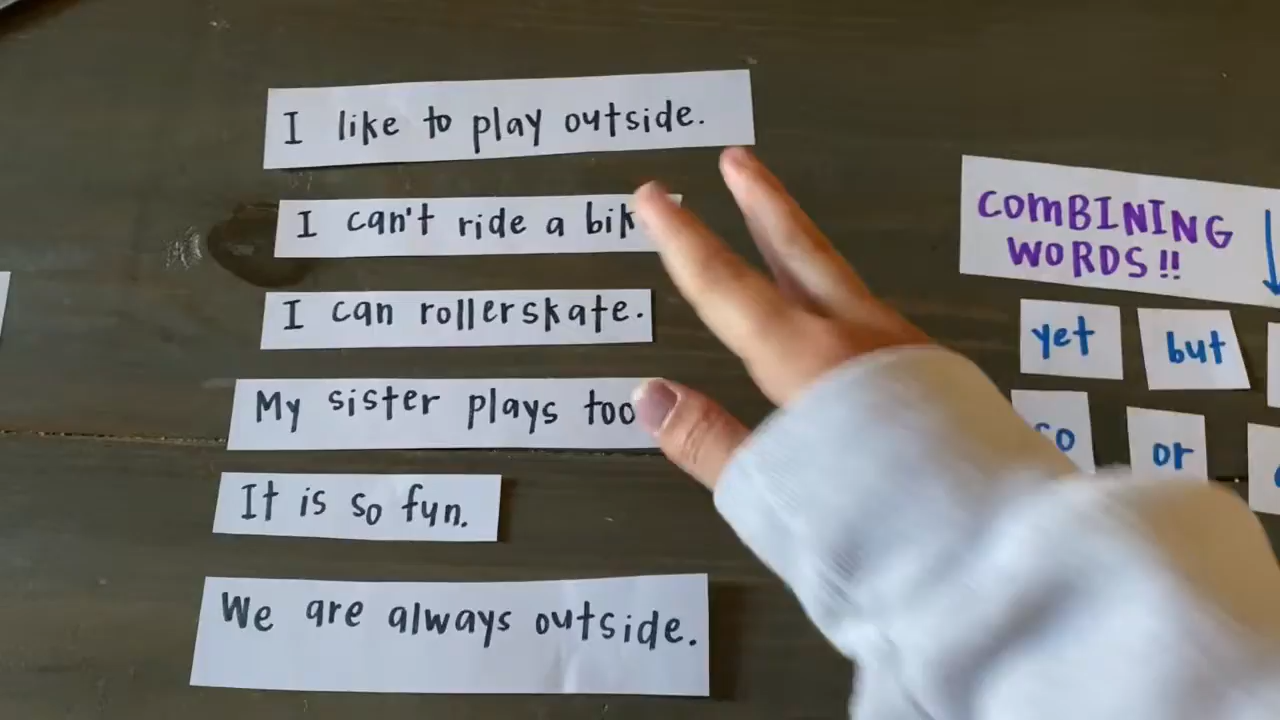 I like to play outside.
I can't ride a
I can rollerskate.
My sister plays too
It is so fun.
We are always outside.
COMBINING
WORDS!!
yet but
so or